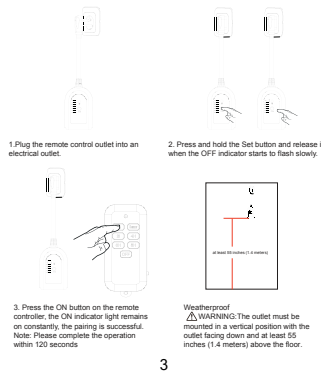 1.Plug the remote control outlet into an
electrical outlet.
2. Press and hold the Set button and release i
when the OFF indicator starts to flash slowly.
3. Press the ON button on the remote
controller, the ON indicator light remains
on constantly, the pairing is successful.
Note: Please complete the operation
within 120 seconds
at least 55 inches (1.4 meters)
Weatherproof
⚠WARNING:The outlet must be
mounted in a vertical position with the
outlet facing down and at least 55
inches (1.4 meters) above the floor.
3